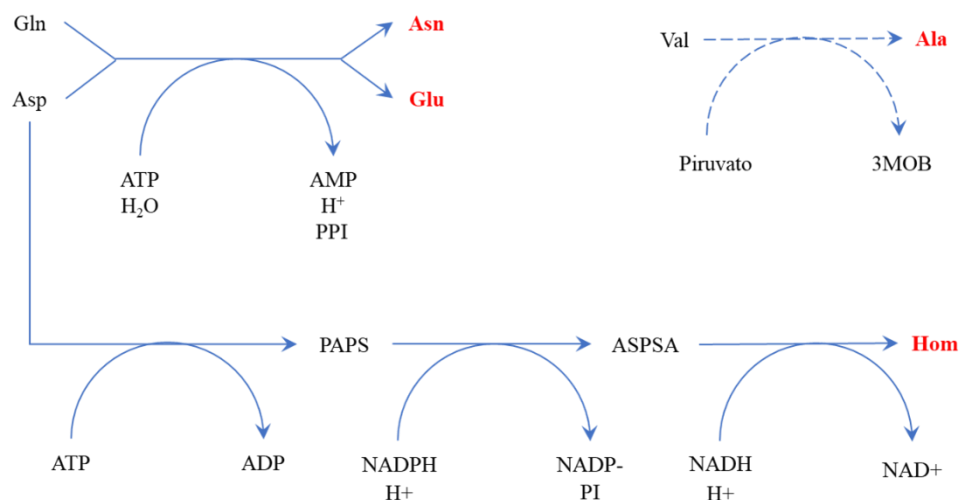 Gln
Asn
Val
Ala
Asp
Glu
Piruvato
3MOB
ATP
H₂O
AMP
H⁺
PPI
PAPS
ASPSA
Hom
ATP
ADP
NADPH
H+
NADP-
PI
NADH
H+
NAD+